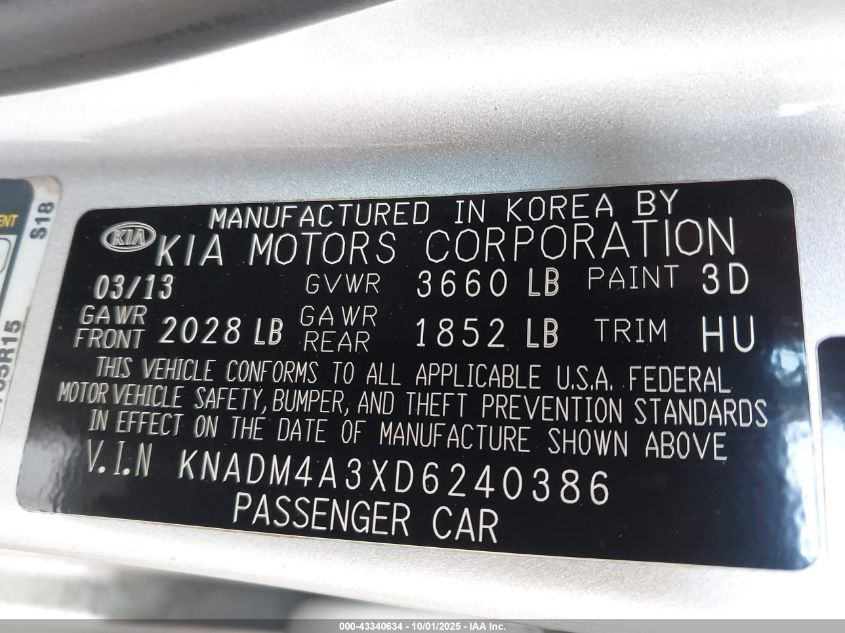 MANUFACTURED IN KOREA BY
KIA KIA MOTORS CORPORATION
03/13 GVWR 3660 LB PAINT 3D
GAWR FRONT 2028 LB GAWR REAR 1852 LB TRIM HU
THIS VEHICLE CONFORMS TO ALL APPLICABLE U.S.A. FEDERAL
MOTOR VEHICLE SAFETY, BUMPER, AND THEFT PREVENTION STANDARDS
IN EFFECT ON THE DATE OF MANUFACTURE SHOWN ABOVE
V.I.N KNADM4A3XD6240386
PASSENGER CAR
S18
000-43340634 • 10/01/2025 • IAA Inc.